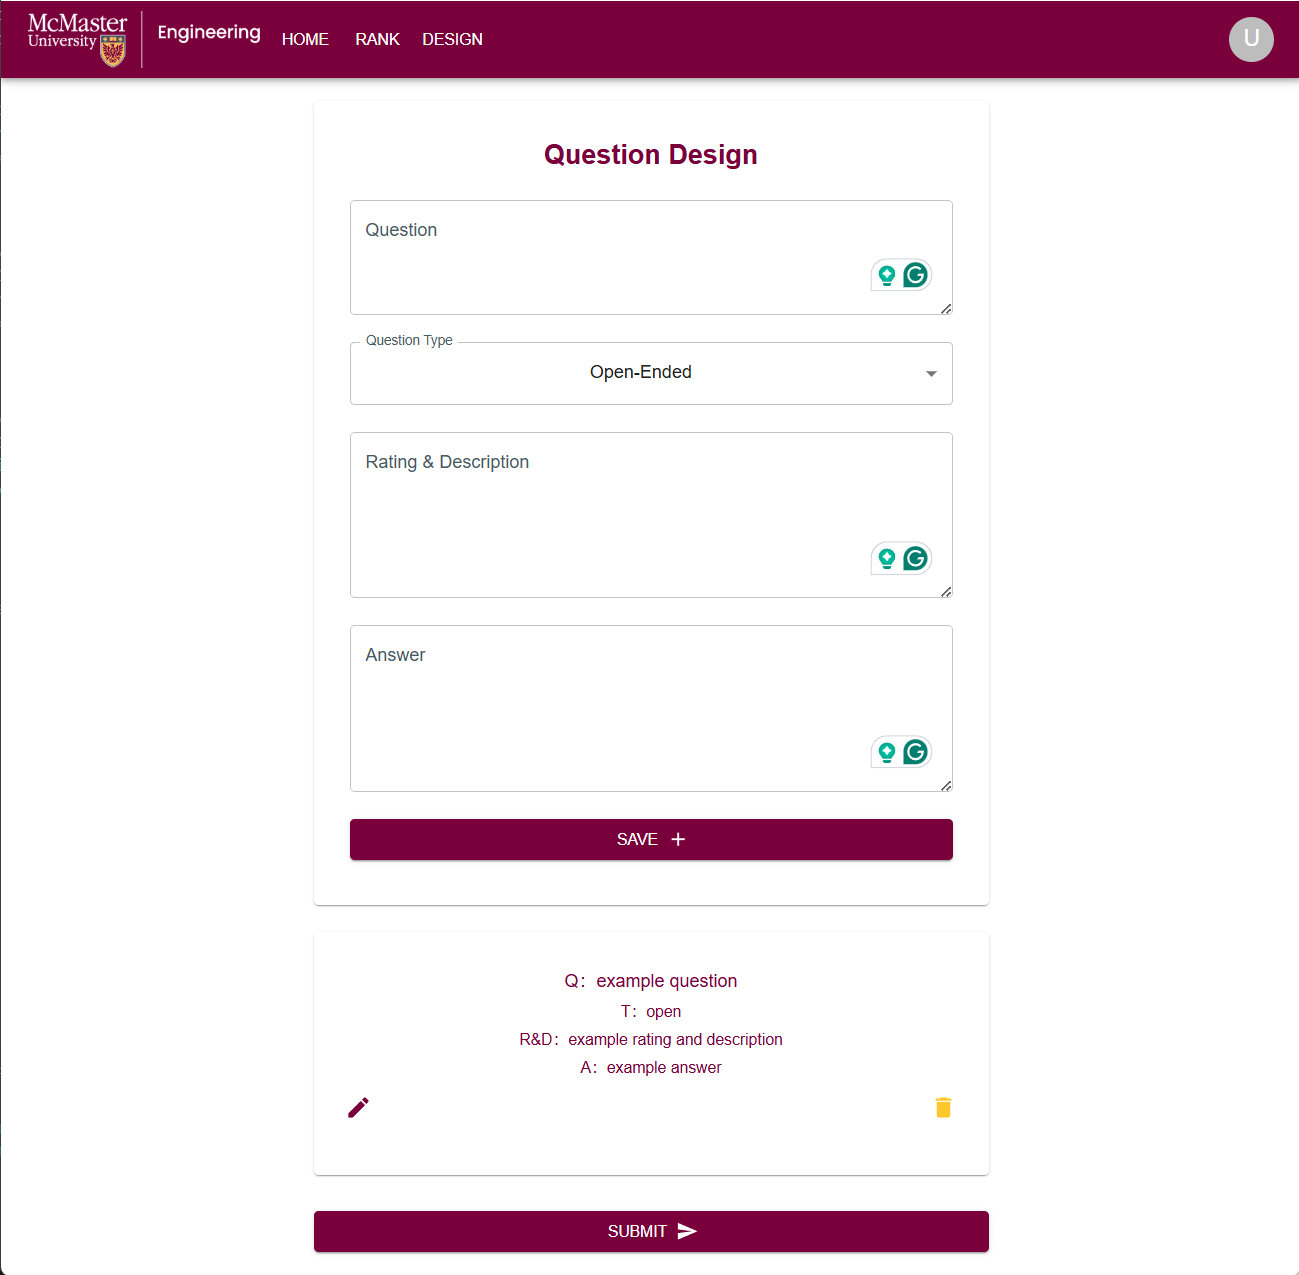 McMaster
University
Engineering
HOME
RANK
DESIGN
U
Question Design
Question
Question Type
Open-Ended
Rating & Description
Answer
SAVE +
Q: example question
T: open
R&D: example rating and description
A: example answer
SUBMIT